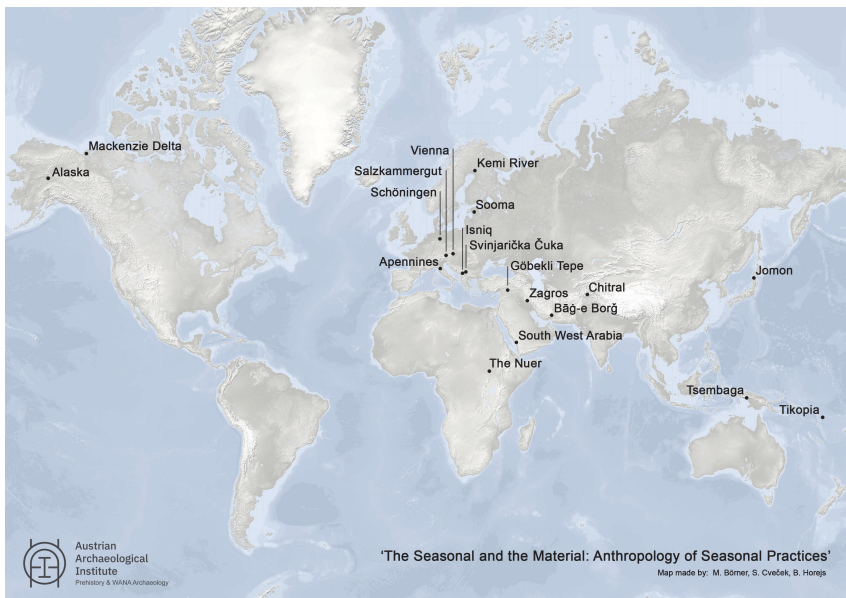 Mackenzie Delta
Alaska
Vienna
Kemi River
Salzkammergut
Schöningen
Sooma
Isniq
Svinjarička Čuka
Apennines
Göbekli Tepe
Jomon
Zagros
Chitral
Bāġ-e Borğ
South West Arabia
The Nuer
Tsembaga
Tikopia
Austrian
Archaeological
Institute
Prehistory & WANA Archaeology
‘The Seasonal and the Material: Anthropology of Seasonal Practices’
Map made by: M. Börner, S. Cveček, B. Horejs